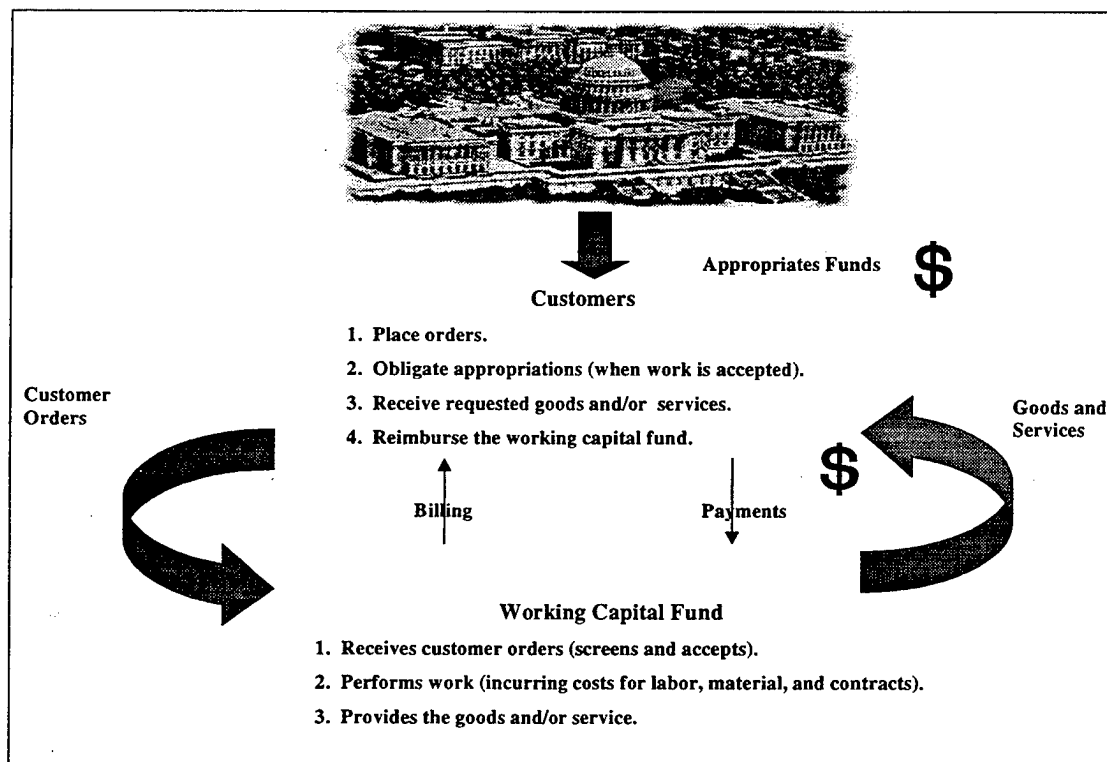 Appropriates Funds $
Customers
1. Place orders.
2. Obligate appropriations (when work is accepted).
3. Receive requested goods and/or services.
4. Reimburse the working capital fund.
Customer
Orders
Goods and
Services
$
Billing
Payments
Working Capital Fund
1. Receives customer orders (screens and accepts).
2. Performs work (incurring costs for labor, material, and contracts).
3. Provides the goods and/or service.